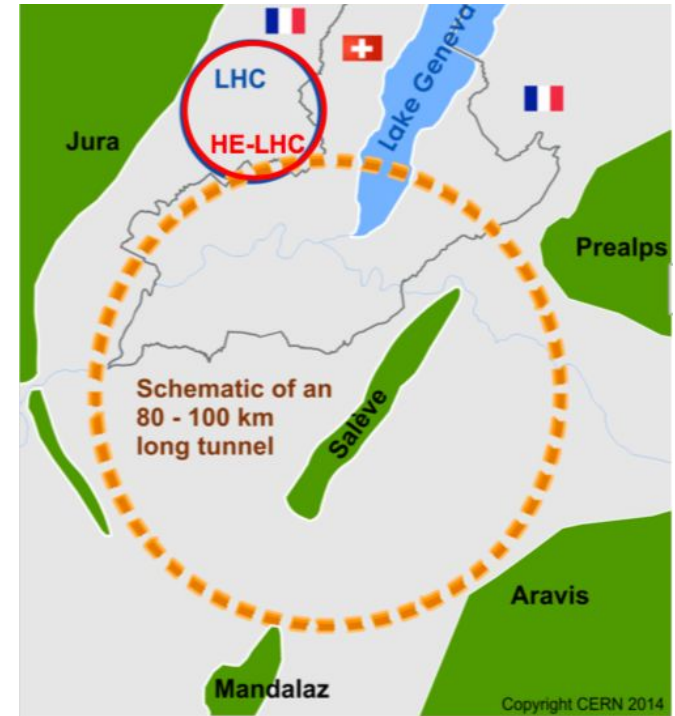 LHC
Lake Geneva
Jura
HE-LHC
Prealps
Schematic of an
80 - 100 km
long tunnel
Salève
Aravis
Mandalaz
Copyright CERN 2014